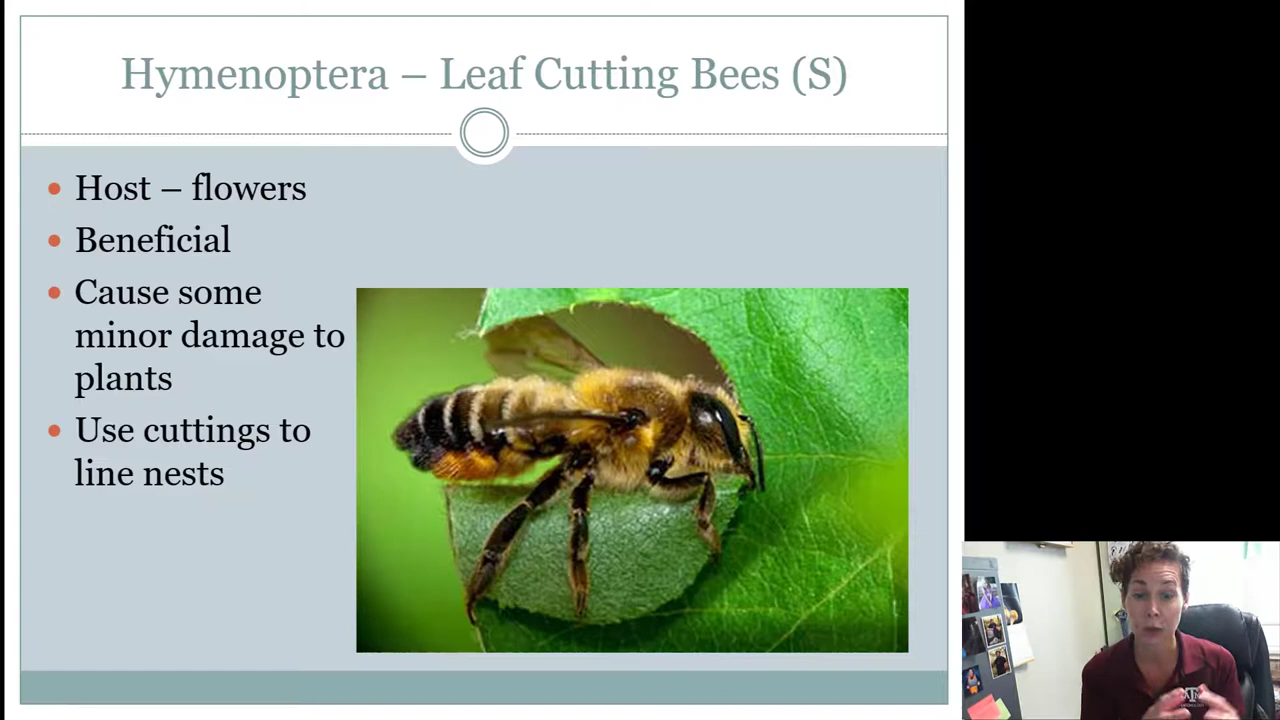 Hymenoptera – Leaf Cutting Bees (S)
Host – flowers
Beneficial
Cause some
minor damage to
plants
Use cuttings to
line nests